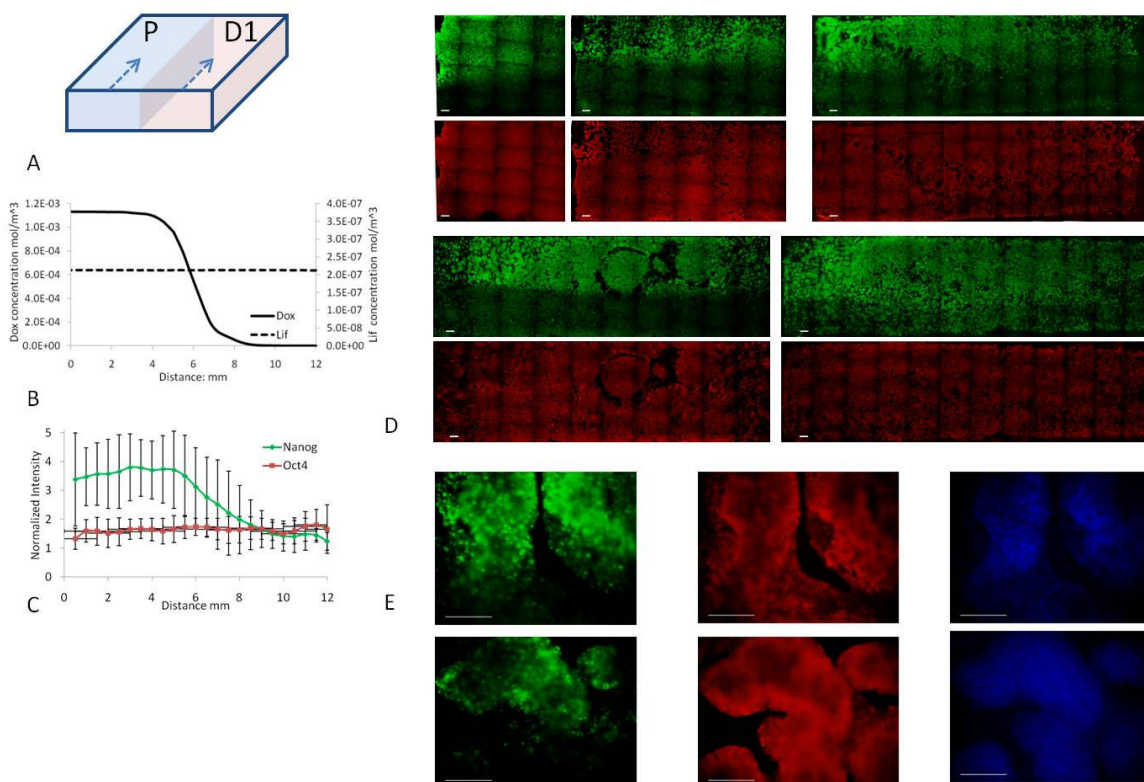 P D1
A
Dox concentration mol/m^3
1.2E-03
1.0E-03
8.0E-04
6.0E-04
4.0E-04
2.0E-04
0.0E+00
4.0E-07
3.5E-07
3.0E-07
2.5E-07
2.0E-07
1.5E-07
1.0E-07
5.0E-08
0.0E+00
Lif concentration mol/m^3
Dox
Lif
0 2 4 6 8 10 12
Distance: mm
B
Normalized Intensity
5
4
3
2
1
0
Nanog
Oct4
0 2 4 6 8 10 12
Distance mm
C
D
E